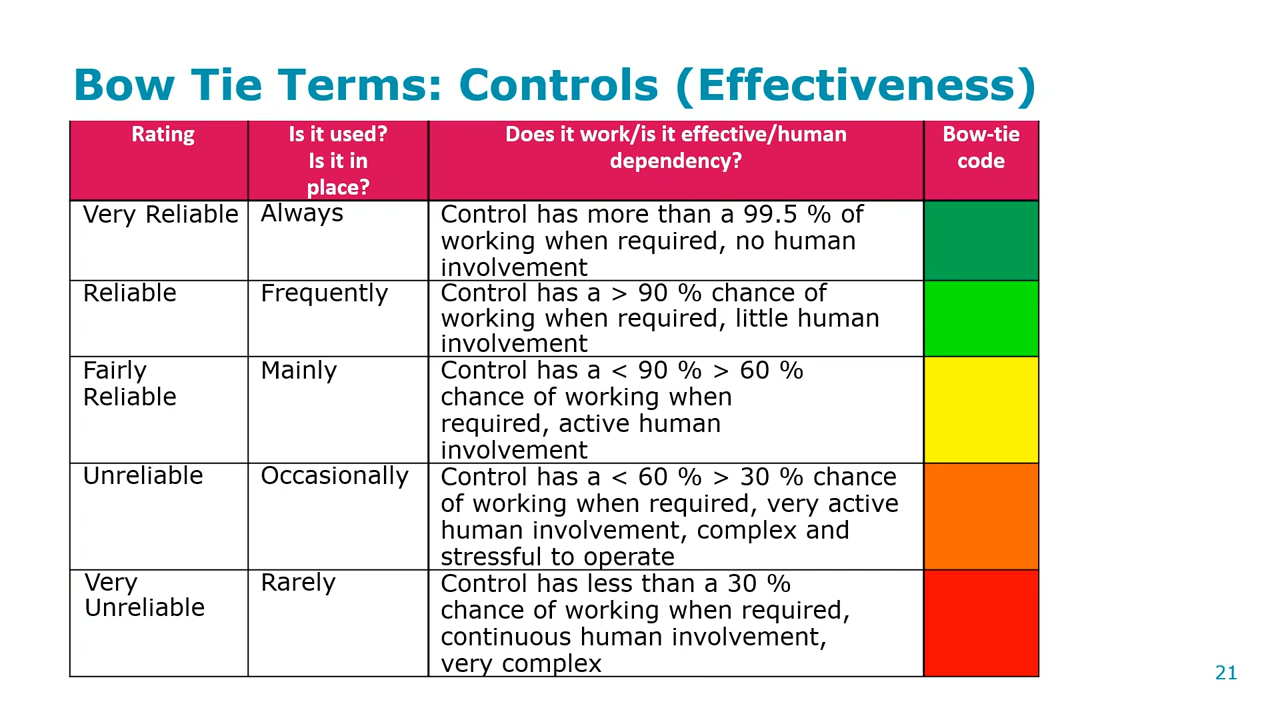 Bow Tie Terms: Controls (Effectiveness)
Rating
Is it used?
Is it in
place?
Does it work/is it effective/human
dependency?
Bow-tie
code
Very Reliable
Always
Control has more than a 99.5 % of
working when required, no human
involvement
Reliable
Frequently
Control has a > 90 % chance of
working when required, little human
involvement
Fairly
Reliable
Mainly
Control has a < 90 % > 60 %
chance of working when
required, active human
involvement
Unreliable
Occasionally
Control has a < 60 % > 30 % chance
of working when required, very active
human involvement, complex and
stressful to operate
Very
Unreliable
Rarely
Control has less than a 30 %
chance of working when required,
continuous human involvement,
very complex
21